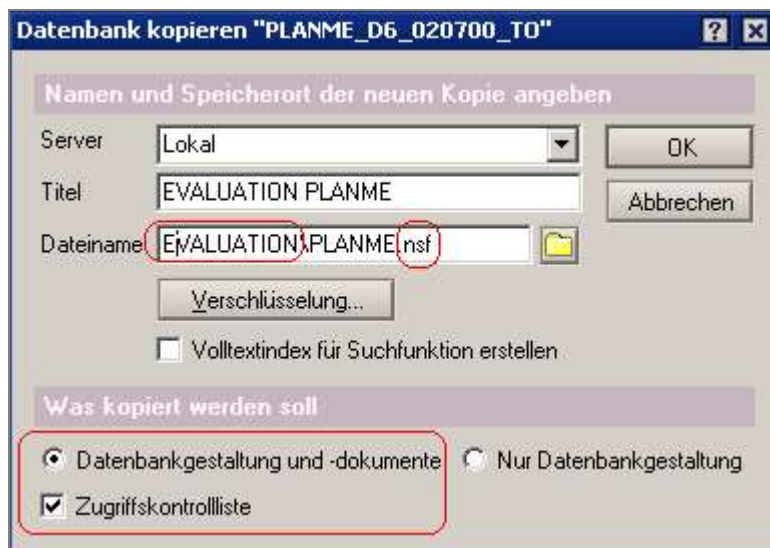 Datenbank kopieren "PLANME_D6_020700_TO"
Namen und Speicherort der neuen Kopie angeben
Server Lokal OK
Titel EVALUATION PLANME Abbrechen
Dateiname EVALUATION\PLANME.nsf
Verschlüsselung...
Volltextindex für Suchfunktion erstellen
Was kopiert werden soll
Datenbankgestaltung und -dokumente Nur Datenbankgestaltung
Zugriffskontrollliste